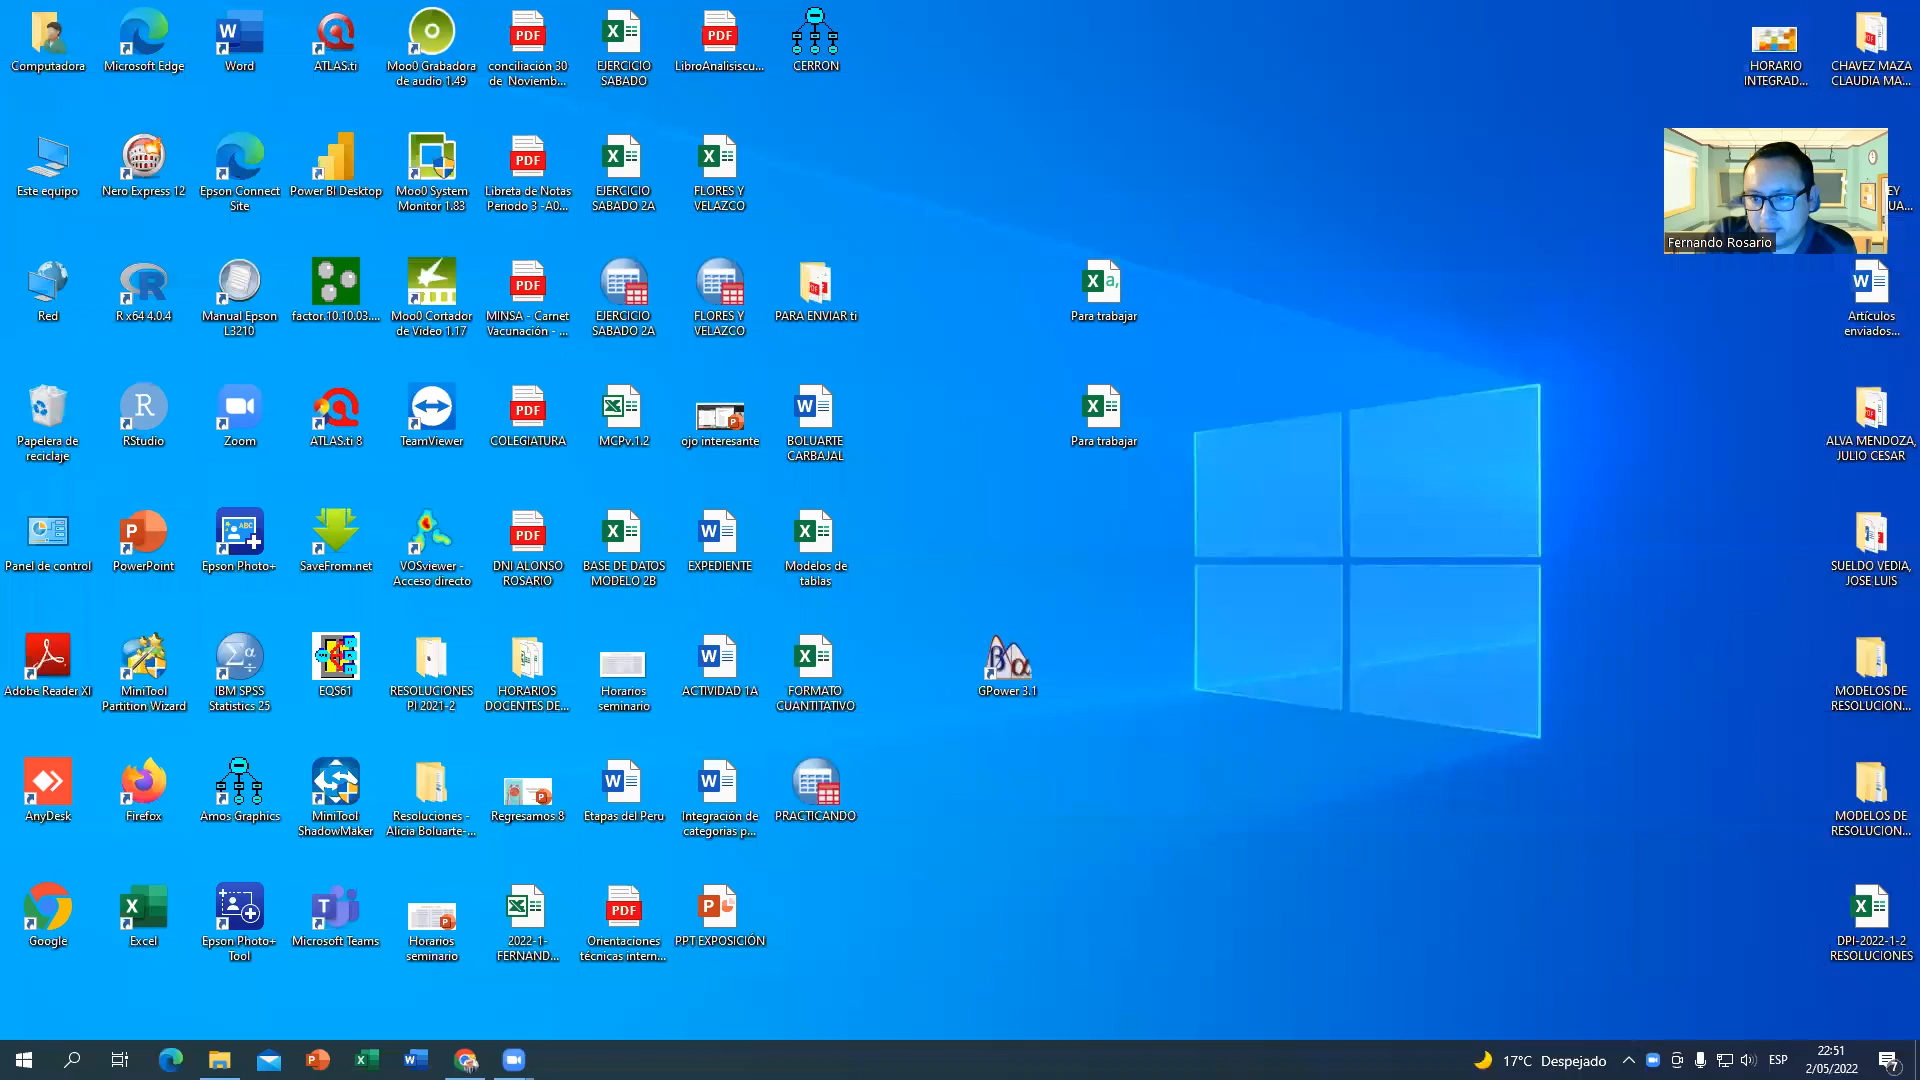 Computadora
Microsoft Edge
Word
ATLAS.ti
Moo0 Grabadora
de audio 1.49
conciliación 30
de Noviemb...
EJERCICIO
SABADO
LibroAnalisiscu...
CERRON
HORARIO
INTEGRAD...
CHAVEZ MAZA
CLAUDIA MA...
Este equipo
Nero Express 12
Epson Connect
Site
Power BI Desktop
Moo0 System
Monitor 1.83
Libreta de Notas
Periodo 3 -A0...
EJERCICIO
SABADO 2A
FLORES Y
VELAZCO
EY
UA...
Fernando Rosario
Red
R x64 4.0.4
Manual Epson
L3210
factor.10.10.03....
Moo0 Cortador
de Video 1.17
MINSA - Carnet
Vacunación - ...
EJERCICIO
SABADO 2A
FLORES Y
VELAZCO
PARA ENVIAR ti
Para trabajar
Artículos
enviados...
Papelera de
reciclaje
RStudio
Zoom
ATLAS.ti 8
TeamViewer
COLEGIATURA
MCPv.1.2
ojo interesante
BOLUARTE
CARBAJAL
Para trabajar
ALVA MENDOZA,
JULIO CESAR
Panel de control
PowerPoint
Epson Photo+
SaveFrom.net
VOSviewer -
Acceso directo
DNI ALONSO
ROSARIO
BASE DE DATOS
MODELO 2B
EXPEDIENTE
Modelos de
tablas
SUELDO VEDIA,
JOSE LUIS
Adobe Reader XI
MiniTool
Partition Wizard
IBM SPSS
Statistics 25
EQS61
RESOLUCIONES
PI 2021-2
HORARIOS
DOCENTES DE...
Horarios
seminario
ACTIVIDAD 1A
FORMATO
CUANTITATIVO
GPower 3.1
MODELOS DE
RESOLUCION...
AnyDesk
Firefox
Amos Graphics
MiniTool
ShadowMaker
Resoluciones -
Alicia Boluarte-...
Regresamos 8
Etapas del Peru
Integración de
categorias p...
PRACTICANDO
MODELOS DE
RESOLUCION...
Google
Excel
Epson Photo+
Tool
Microsoft Teams
Horarios
seminario
2022-1-
FERNAND...
Orientaciones
técnicas intern...
PPT EXPOSICIÓN
DPI-2022-1-2
RESOLUCIONES
17°C Despejado
ESP
22:51
2/05/2022
7